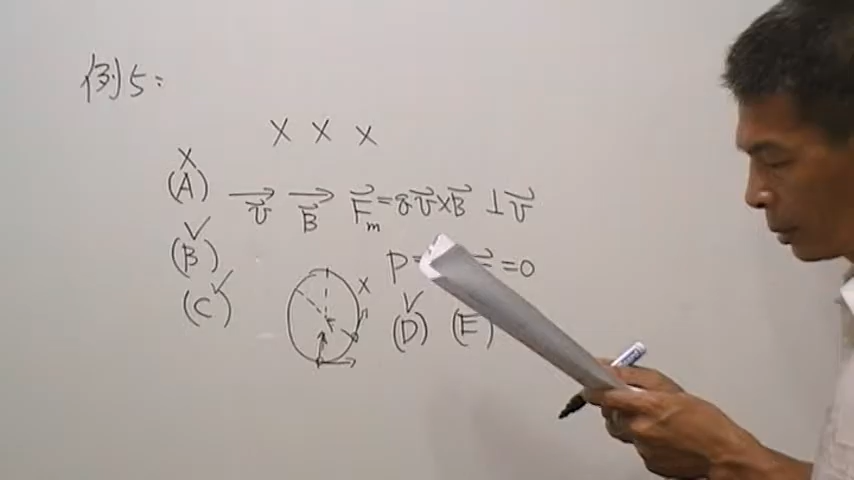 例5:
× × ×
×
(A) v⃗ B⃗ F⃗m = qv⃗×B⃗ ⊥v⃗
✓
(B) P= =0
✓
(C) ×
✓
(D) (E)